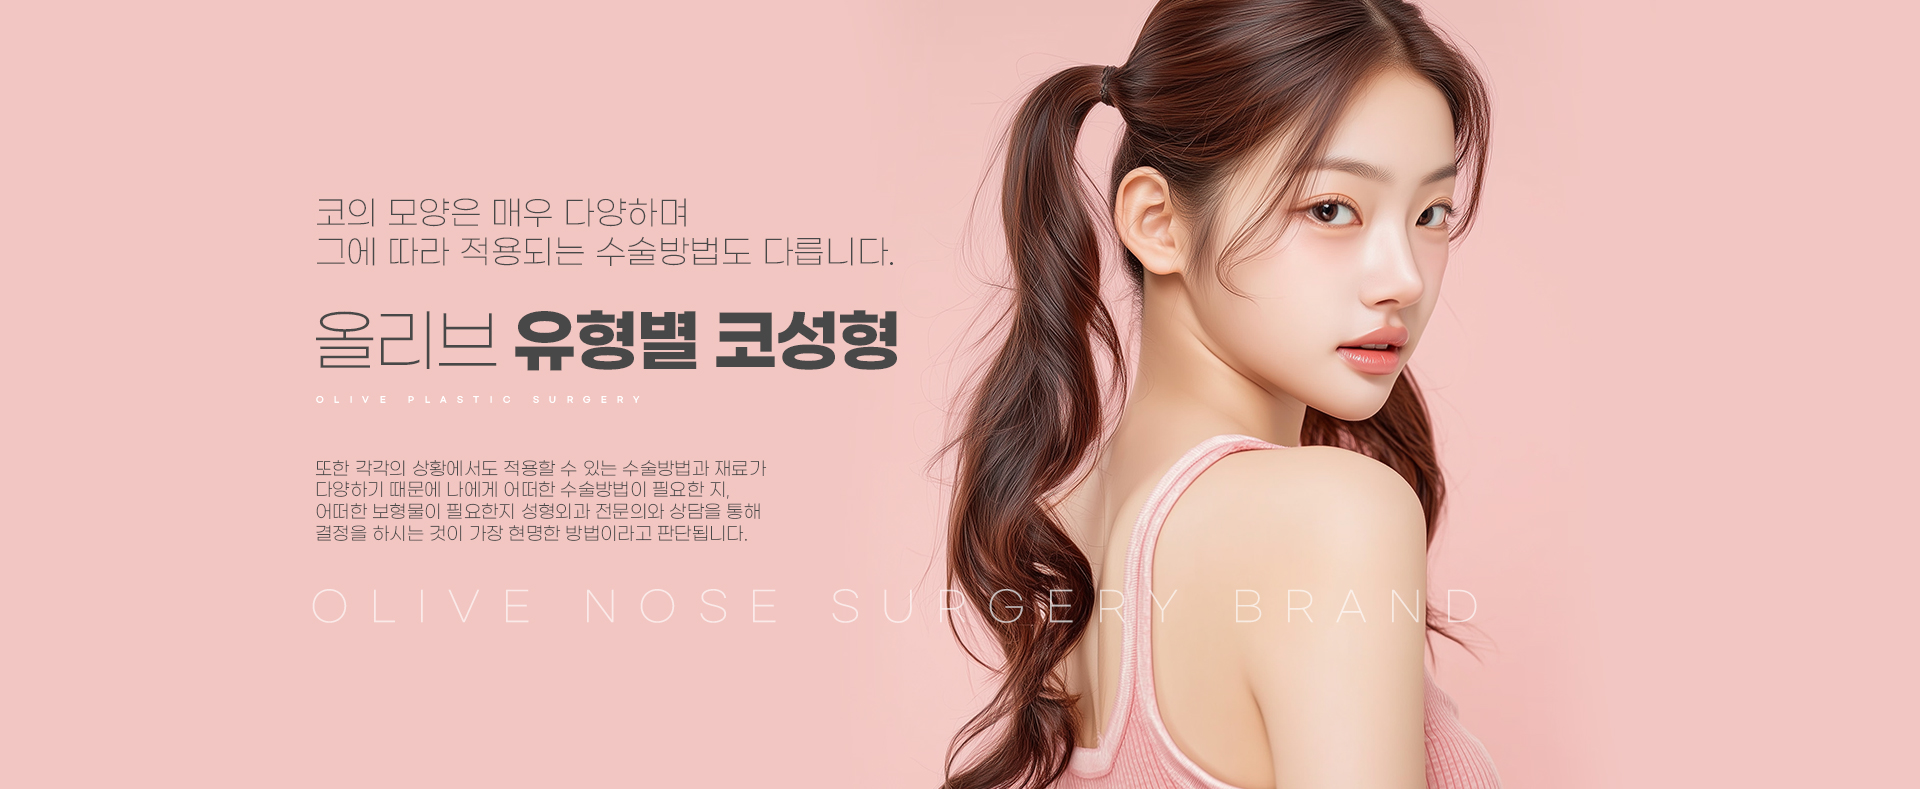 코의 모양은 매우 다양하며
그에 따라 적용되는 수술방법도 다릅니다.
올리브 유형별 코성형
OLIVE PLASTIC SURGERY
또한 각각의 상황에서도 적용할 수 있는 수술방법과 재료가
다양하기 때문에 나에게 어떠한 수술방법이 필요한 지,
어떠한 보형물이 필요한지 성형외과 전문의와 상담을 통해
결정을 하시는 것이 가장 현명한 방법이라고 판단됩니다.
OLIVE NOSE SURGERY BRAND